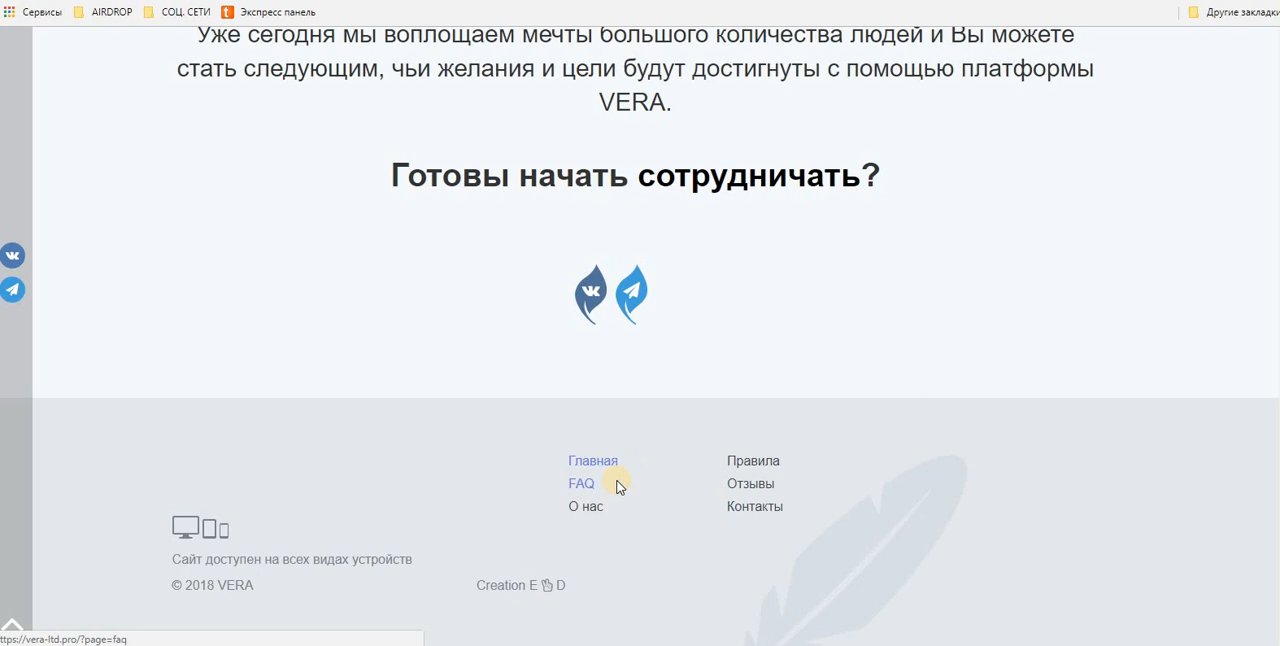 Сервисы AIRDROP СОЦ. СЕТИ Экспресс панель Другие закладки
Уже сегодня мы воплощаем мечты большого количества людей и Вы можете
стать следующим, чьи желания и цели будут достигнуты с помощью платформы
VERA.
Готовы начать сотрудничать?
Главная Правила
FAQ Отзывы
О нас Контакты
Сайт доступен на всех видах устройств
© 2018 VERA Creation E D
ttps://vera-ltd.pro/?page=faq